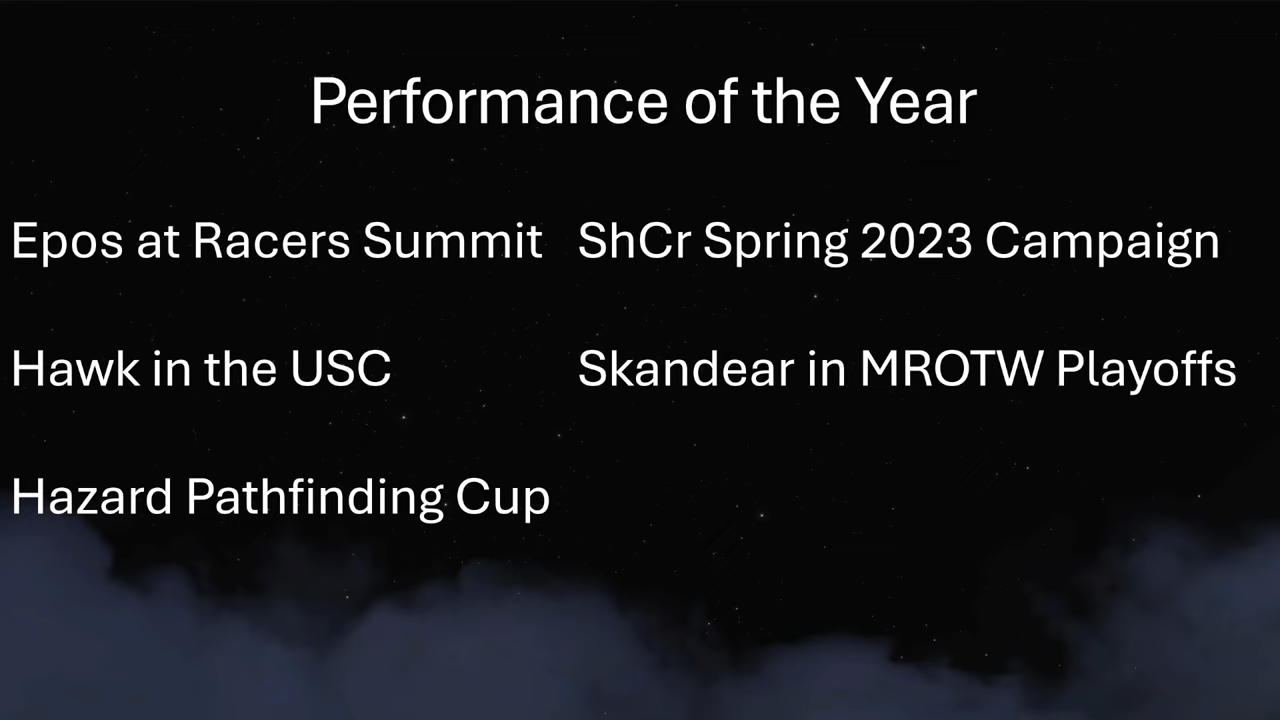 Performance of the Year
Epos at Racers Summit
Hawk in the USC
Hazard Pathfinding Cup
ShCr Spring 2023 Campaign
Skandear in MROTW Playoffs